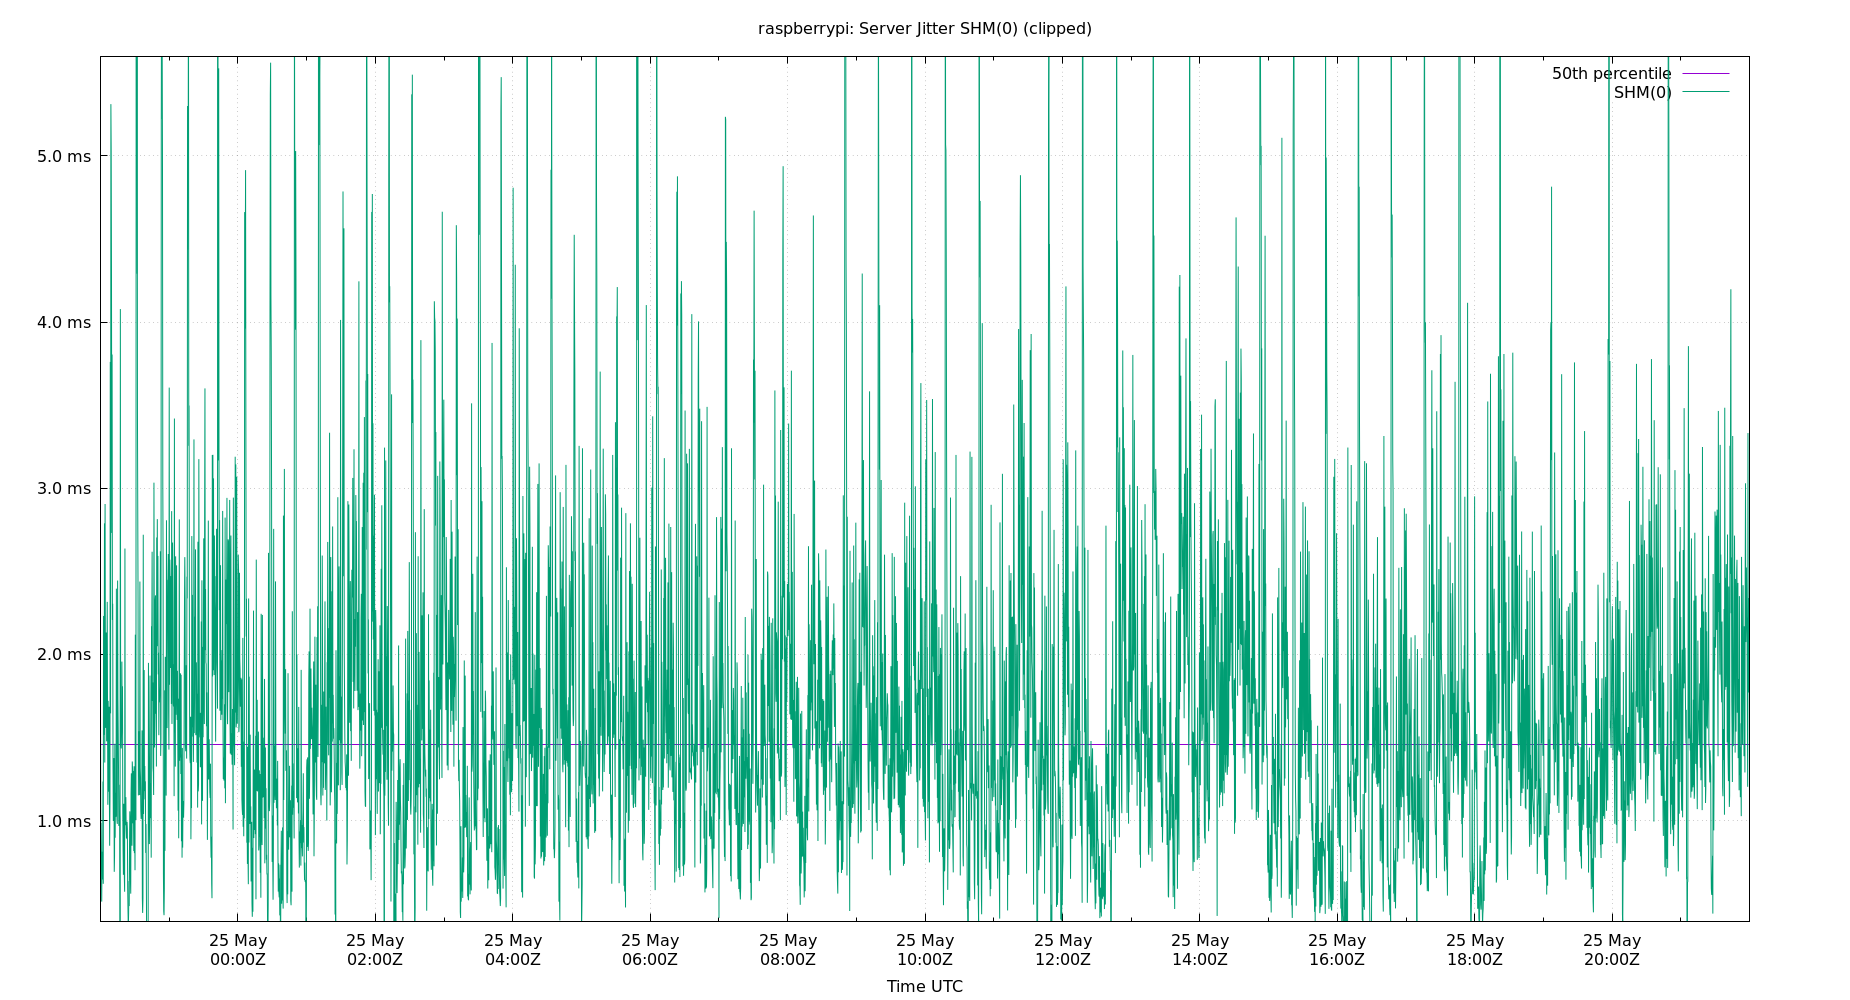 raspberrypi: Server Jitter SHM(0) (clipped)
50th percentile
SHM(0)
5.0 ms
4.0 ms
3.0 ms
2.0 ms
1.0 ms
25 May 25 May 25 May 25 May 25 May 25 May 25 May 25 May 25 May 25 May 25 May
00:00Z 02:00Z 04:00Z 06:00Z 08:00Z 10:00Z 12:00Z 14:00Z 16:00Z 18:00Z 20:00Z
Time UTC